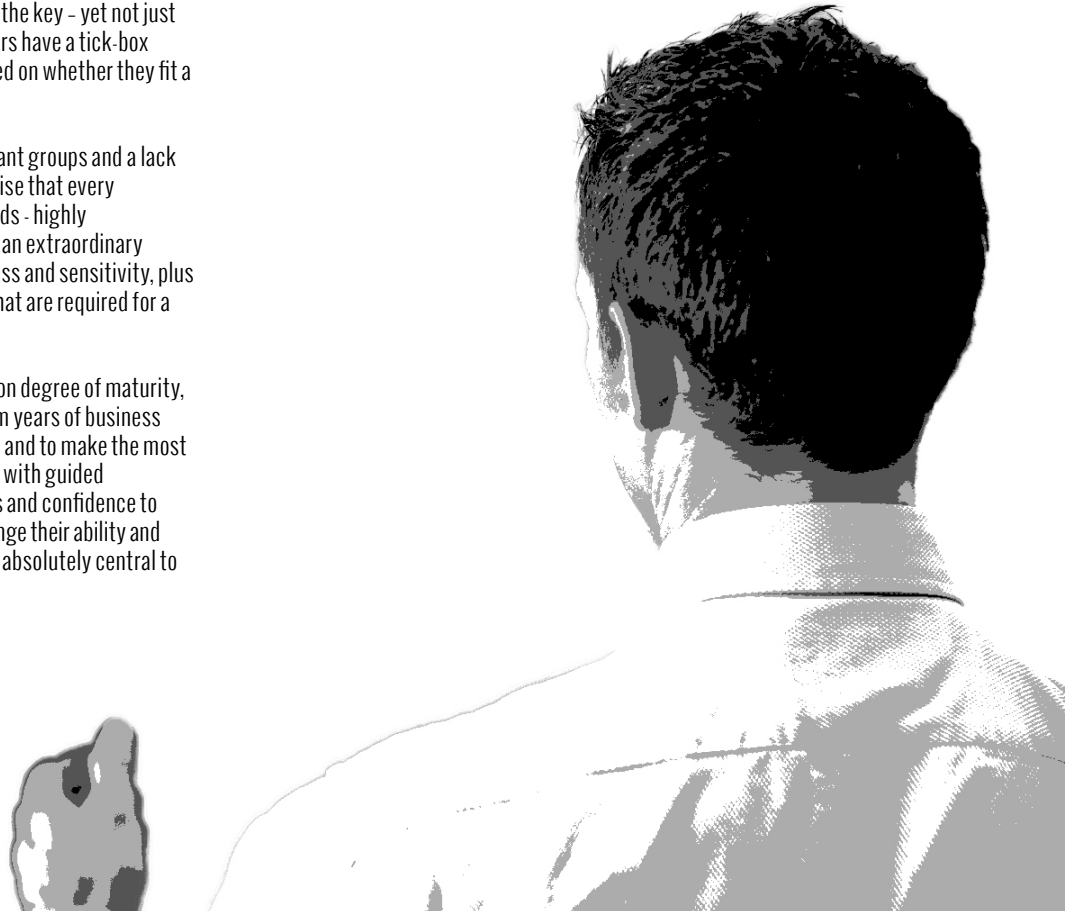 the key – yet not just
rs have a tick-box
ed on whether they fit a
ant groups and a lack
ise that every
ds - highly
an extraordinary
ss and sensitivity, plus
hat are required for a
on degree of maturity,
n years of business
and to make the most
with guided
s and confidence to
nge their ability and
absolutely central to